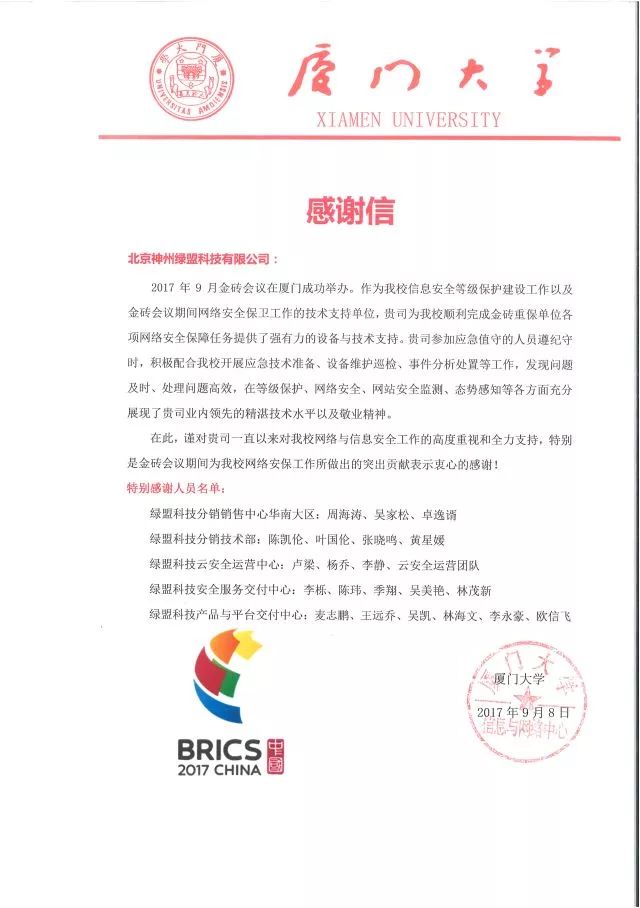 廈門大學
UNIVERSITAS AMOIENSIS
厦门大学
XIAMEN UNIVERSITY
感谢信
北京神州绿盟科技有限公司：
2017 年 9 月金砖会议在厦门成功举办。作为我校信息安全等级保护建设工作以及
金砖会议期间网络安全保卫工作的技术支持单位，贵司为我校顺利完成金砖重保单位各
项网络安全保障任务提供了强有力的设备与技术支持。贵司参加应急值守的人员遵纪守
时，积极配合我校开展应急技术准备、设备维护巡检、事件分析处置等工作，发现问题
及时、处理问题高效，在等级保护、网络安全、网站安全监测、态势感知等各方面充分
展现了贵司业内领先的精湛技术水平以及敬业精神。
在此，谨对贵司一直以来对我校网络与信息安全工作的高度重视和全力支持，特别
是金砖会议期间为我校网络安保工作所做出的突出贡献表示衷心的感谢！
特别感谢人员名单：
绿盟科技分销销售中心华南大区：周海涛、吴家松、卓逸谞
绿盟科技分销技术部：陈凯伦、叶国伦、张晓鸣、黄星媛
绿盟科技云安全运营中心：卢梁、杨乔、李静、云安全运营团队
绿盟科技安全服务交付中心：李栎、陈玮、季翔、吴美艳、林茂新
绿盟科技产品与平台交付中心：麦志鹏、王远乔、吴凯、林海文、李永豪、欧信飞
厦门大学
信息与网络中心
厦门大学
2017 年 9 月 8 日
BRICS
2017 CHINA
中國